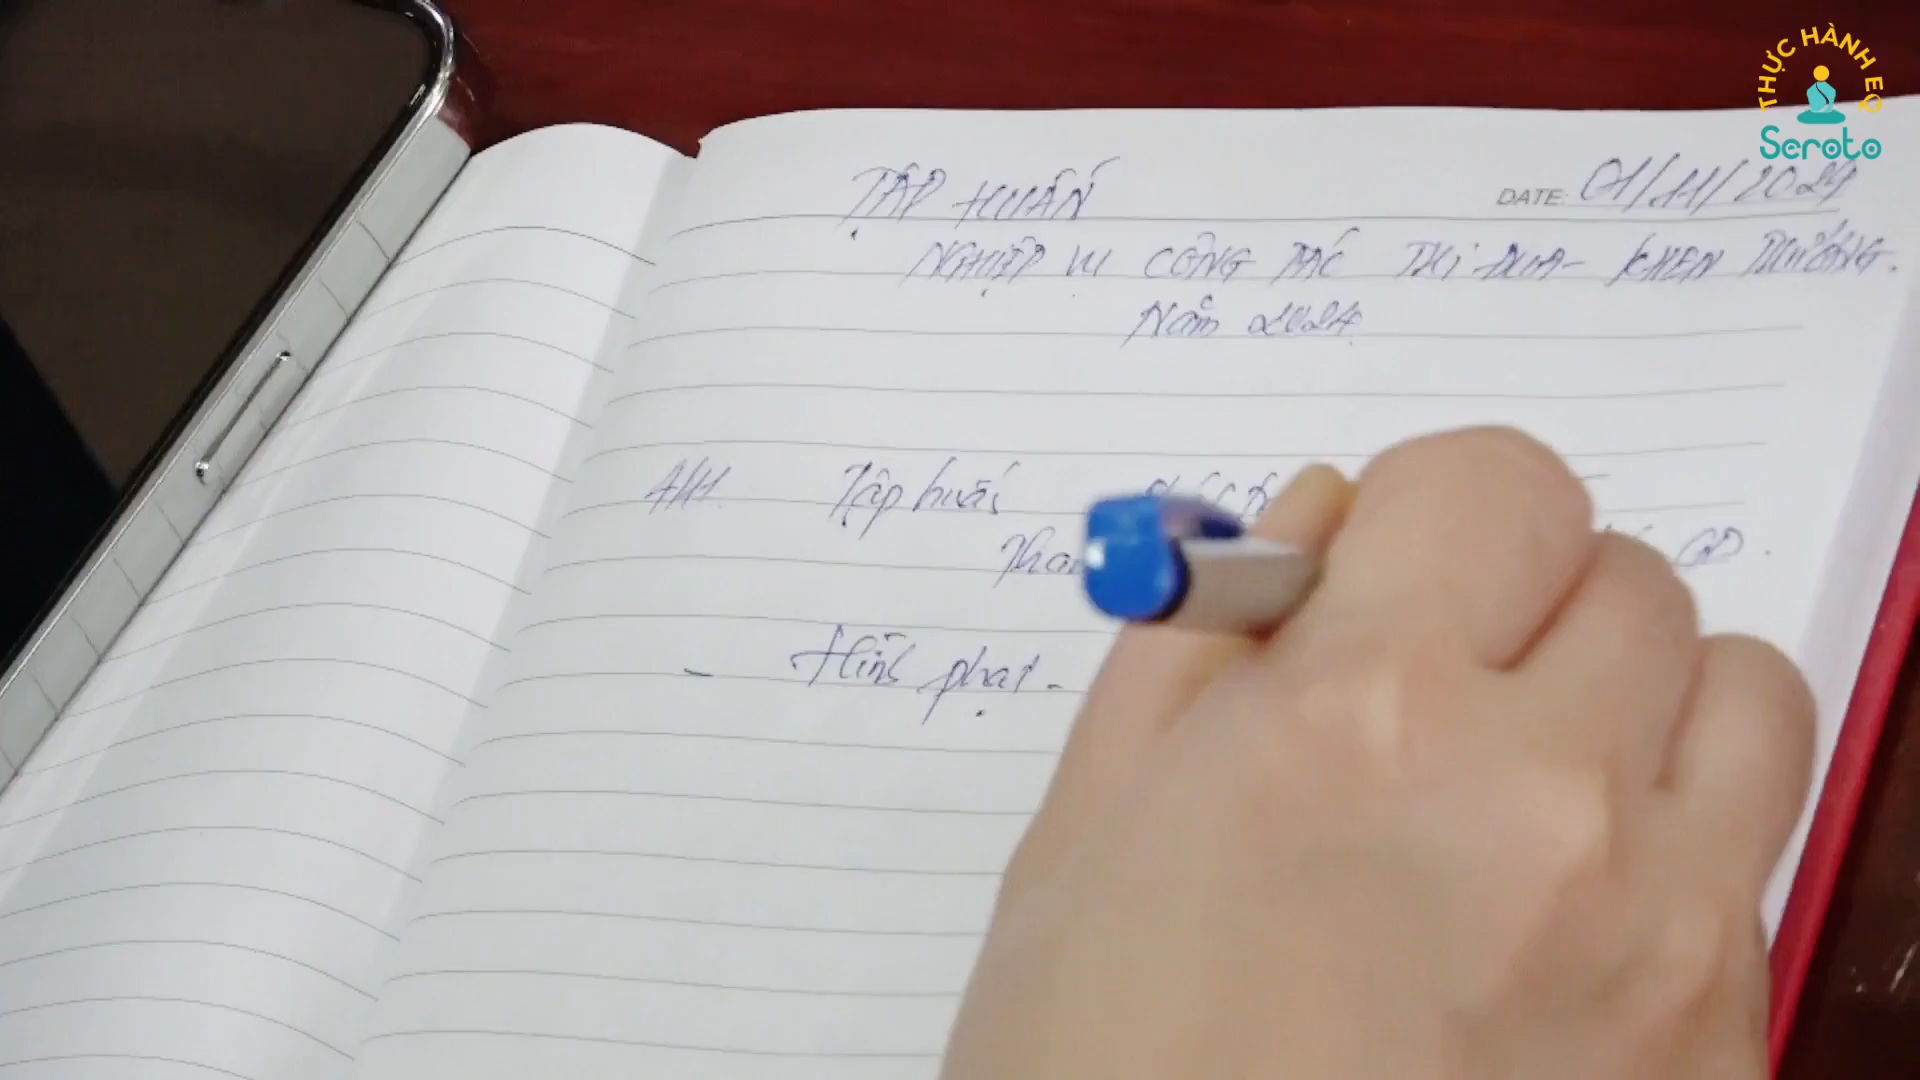 THỰC HÀNH EQ
Seroto
DATE: 01/11/2024
TẬP HUẤN
NGHIỆP VỤ CÔNG TÁC THI ĐUA - KHEN THƯỞNG.
Năm 2024.
Tập huấn
GD.
- Hình phạt -